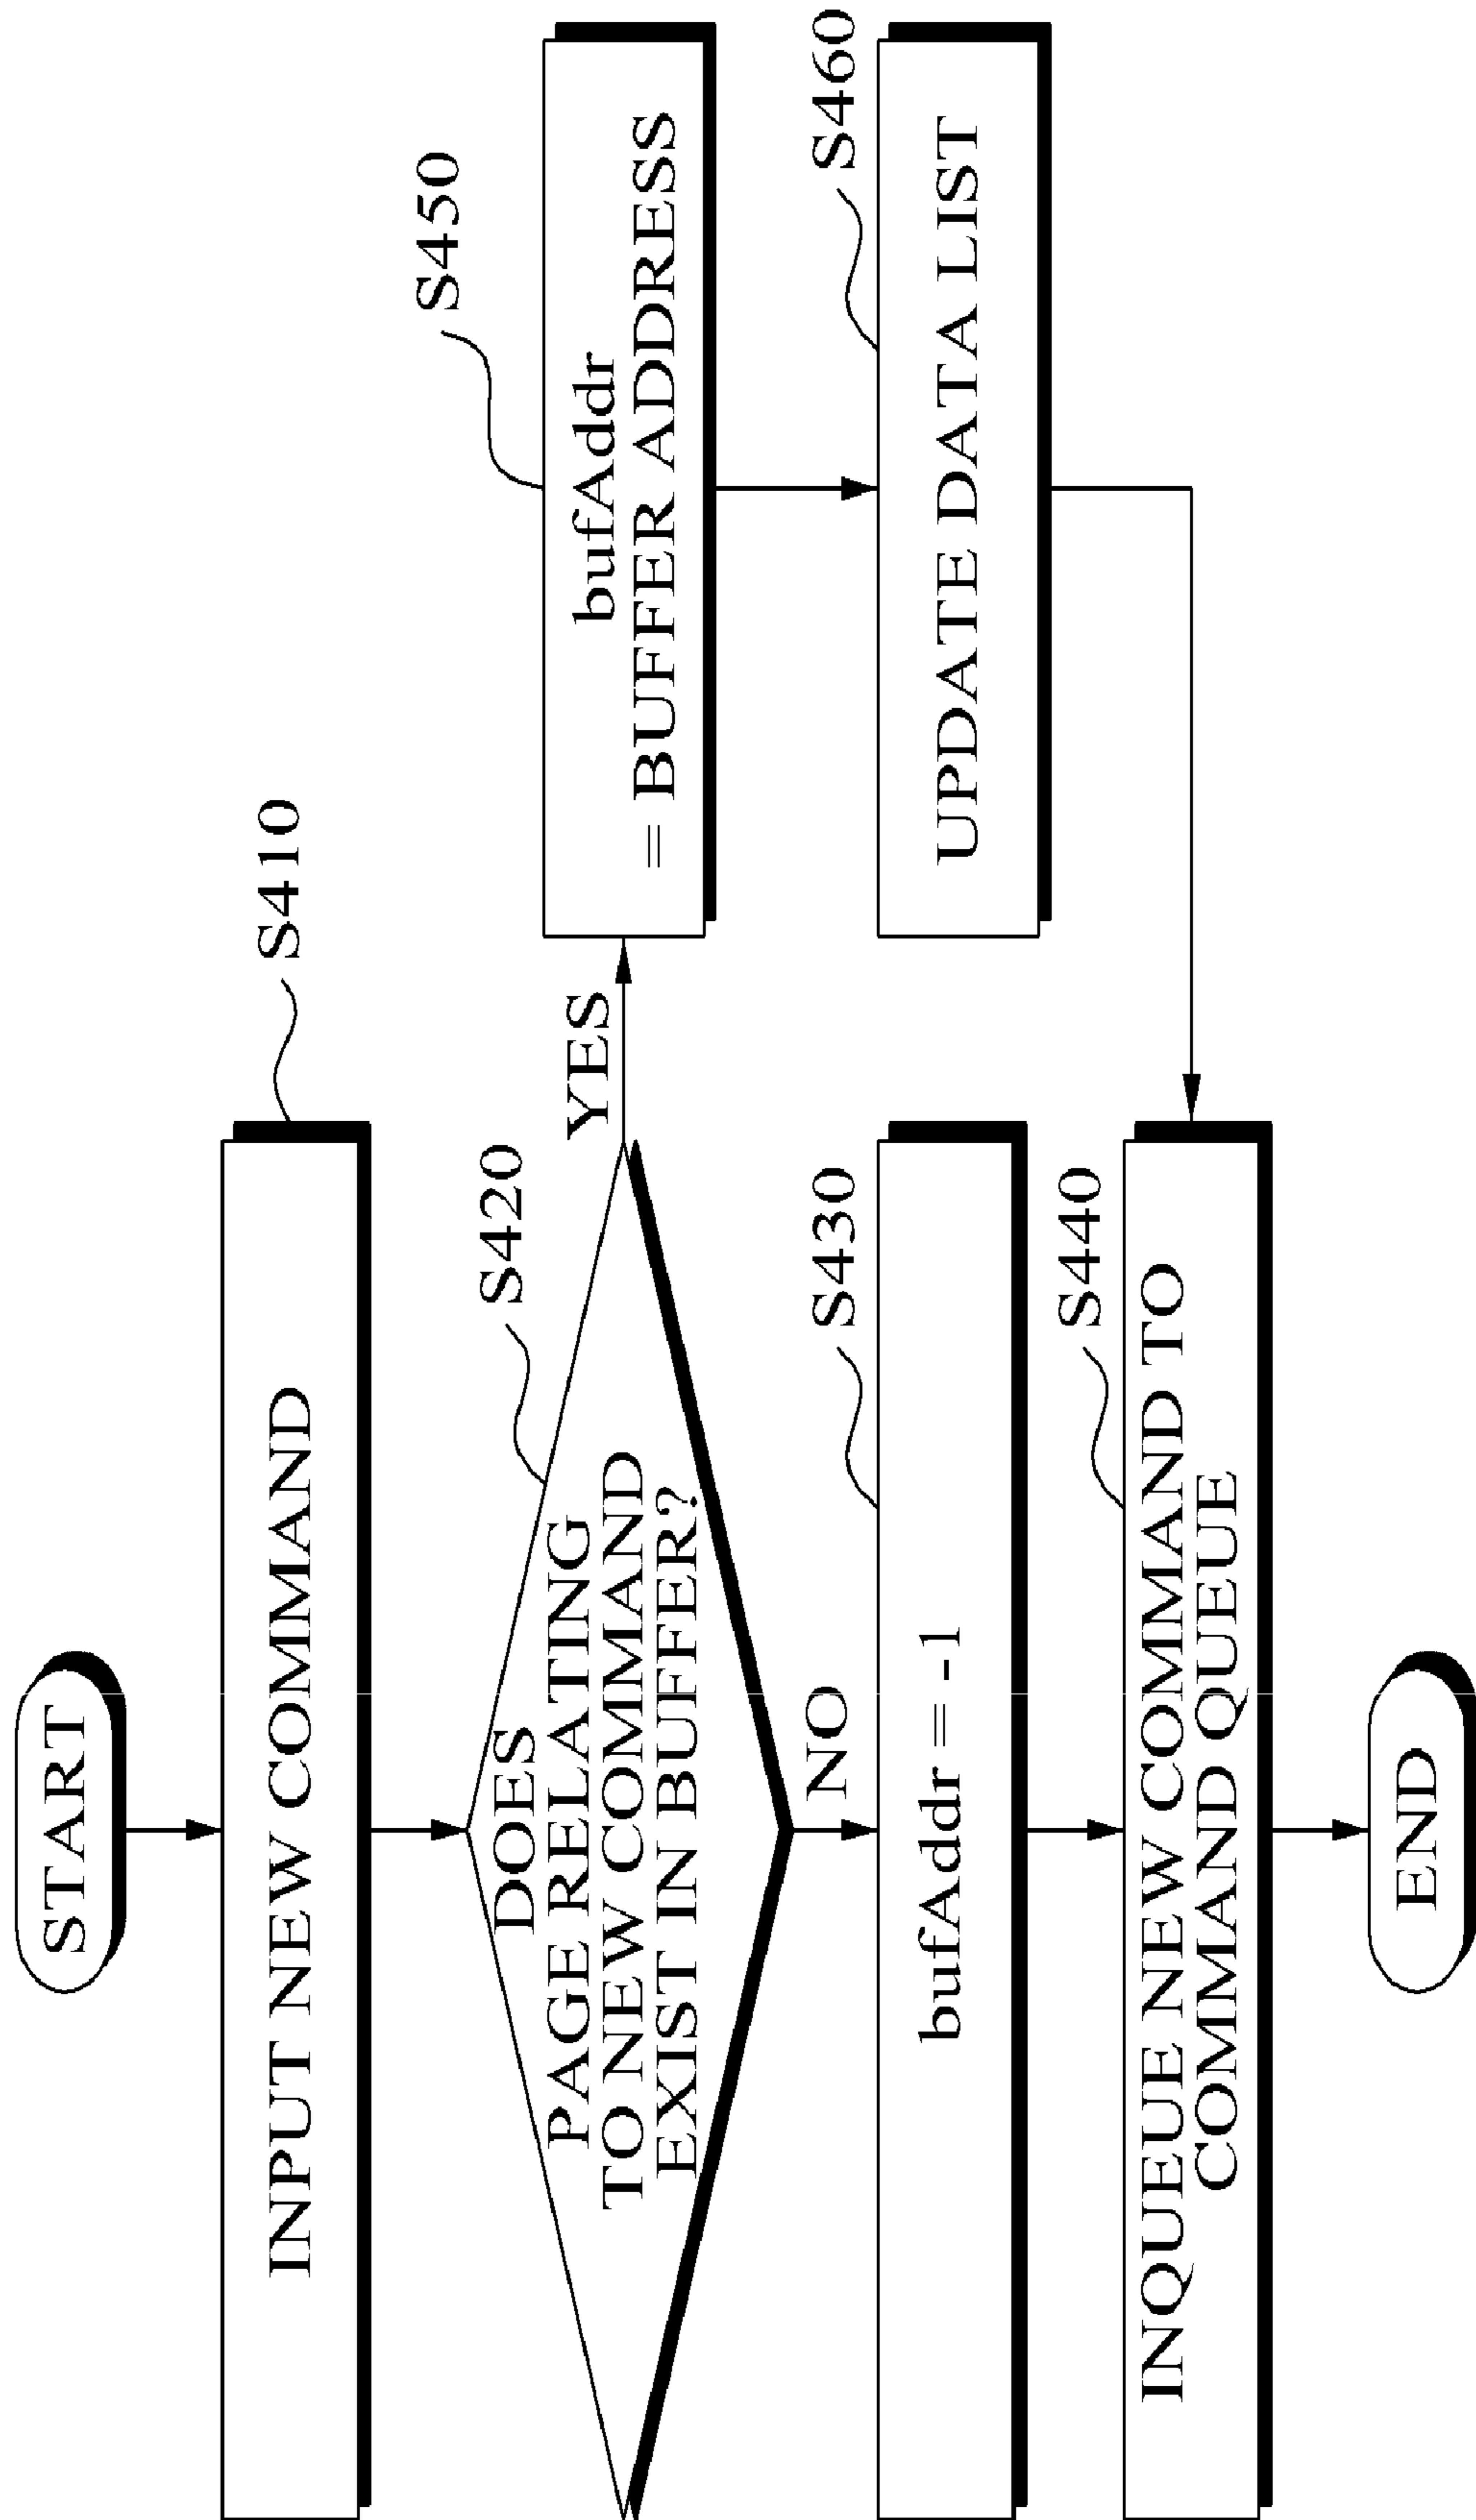 START
S410
INPUT NEW COMMAND
S420
DOES
PAGE RELATING
TO NEW COMMAND
EXIST IN BUFFER?
YES
NO
S450
bufAddr
= BUFFER ADDRESS
S430
bufAddr = -1
S460
UPDATE DATA LIST
S440
INQUEUE NEW COMMAND TO
COMMAND QUEUE
END